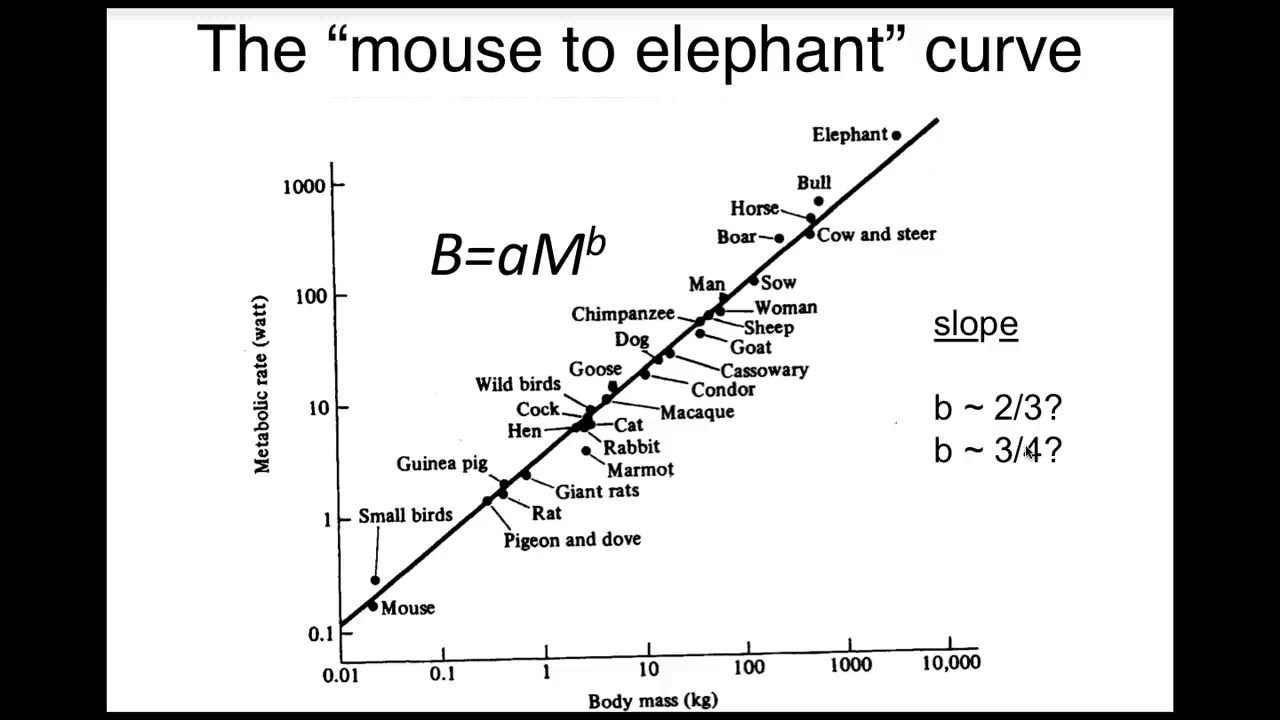 The “mouse to elephant” curve
Elephant
1000
Bull
Horse
B=aM^b
Boar
Cow and steer
100
Man
Sow
Woman
Chimpanzee
Sheep
slope
Dog
Goat
Goose
Cassowary
Wild birds
Condor
b ~ 2/3?
10
Cock
Macaque
Hen
Cat
Rabbit
b ~ 3/4?
Guinea pig
Marmot
Giant rats
1
Small birds
Rat
Pigeon and dove
Mouse
0.1
Metabolic rate (watt)
0.01 0.1 1 10 100 1000 10,000
Body mass (kg)